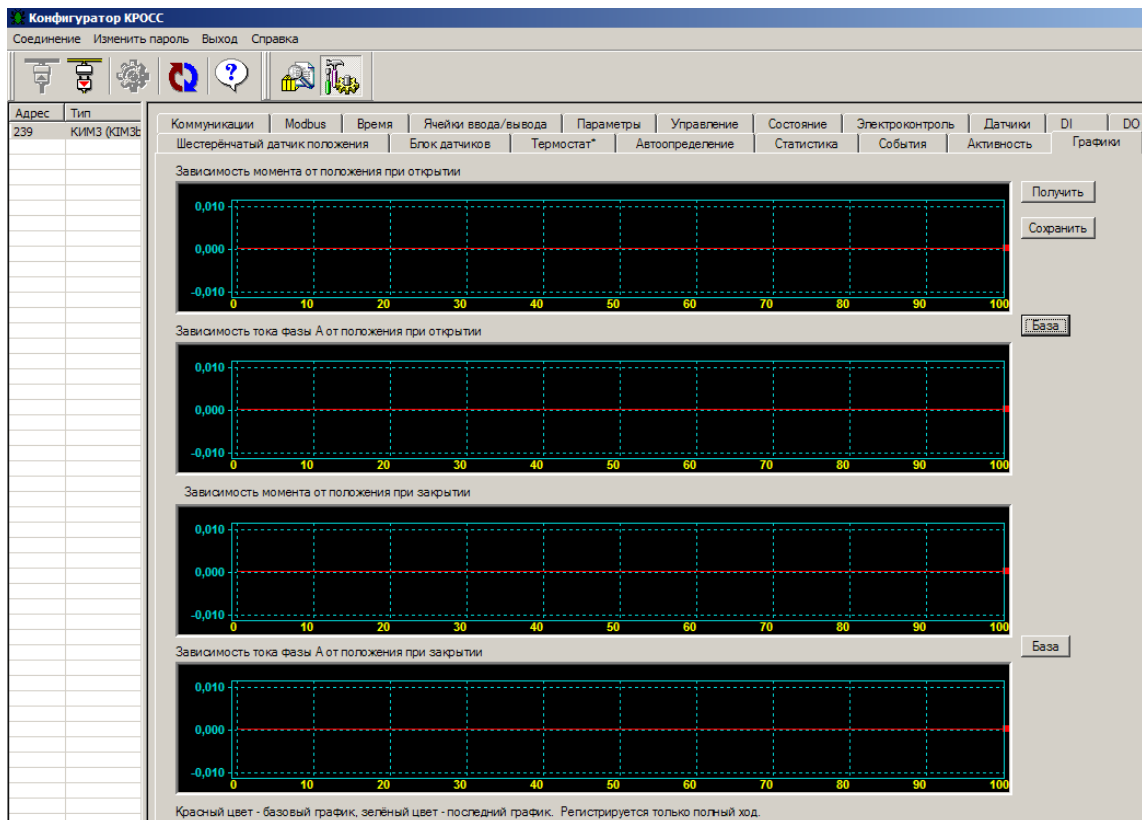 Конфигуратор КРОСС
Соединение Изменить пароль Выход Справка
Адрес Тип
239 КИМ3 (KIM3b
Коммуникации Modbus Время Ячейки ввода/вывода Параметры Управление Состояние Электроконтроль Датчики DI DO
Шестерёнчатый датчик положения Блок датчиков Термостат* Автоопределение Статистика События Активность Графики
Зависимость момента от положения при открытии
Получить
Сохранить
0,010
0,000
-0,010
0 10 20 30 40 50 60 70 80 90 100
База
Зависимость тока фазы А от положения при открытии
0,010
0,000
-0,010
0 10 20 30 40 50 60 70 80 90 100
Зависимость момента от положения при закрытии
0,010
0,000
-0,010
0 10 20 30 40 50 60 70 80 90 100
База
Зависимость тока фазы А от положения при закрытии
0,010
0,000
-0,010
0 10 20 30 40 50 60 70 80 90 100
Красный цвет - базовый график, зелёный цвет - последний график. Регистрируется только полный ход.